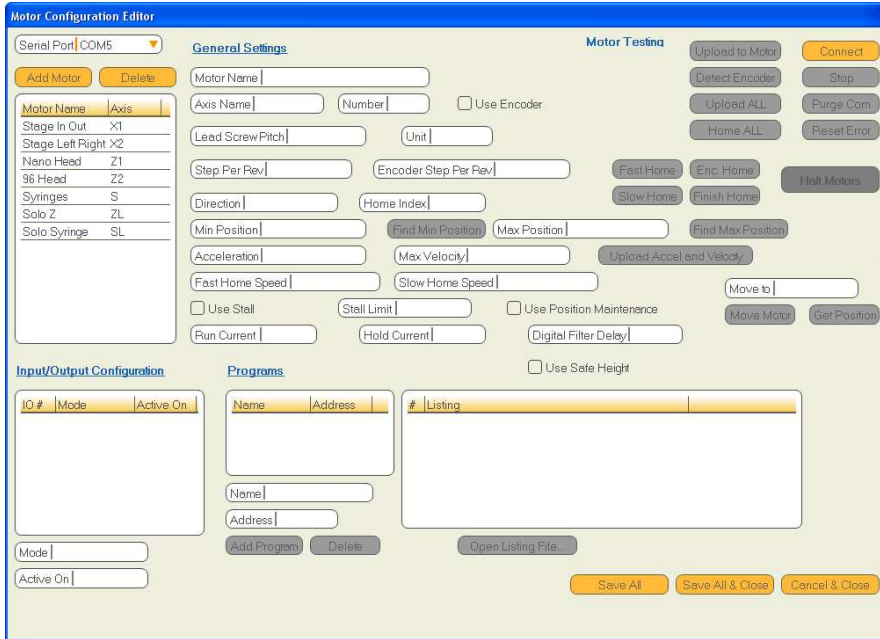 Motor Configuration Editor
Serial Port COM5
General Settings
Motor Testing
Upload to Motor
Connect
Add Motor
Delete
Motor Name
Detect Encoder
Stop
Motor Name Axis
Stage In Out X1
Stage Left Right X2
Nano Head Z1
96 Head Z2
Syringes S
Solo Z ZL
Solo Syringe SL
Axis Name
Number
Use Encoder
Upload ALL
Purge Com
Lead Screw Pitch
Unit
Home ALL
Reset Error
Step Per Rev
Encoder Step Per Rev
Fast Home
Enc. Home
Halt Motors
Direction
Home Index
Slow Home
Finish Home
Min Position
Find Min Position
Max Position
Find Max Position
Acceleration
Max Velocity
Upload Accel and Velocity
Fast Home Speed
Slow Home Speed
Move to
Use Stall
Stall Limit
Use Position Maintenance
Move Motor
Get Position
Run Current
Hold Current
Digital Filter Delay
Use Safe Height
Input/Output Configuration
Programs
IO # Mode Active On
Name Address
# Listing
Name
Address
Add Program
Delete
Open Listing File...
Mode
Active On
Save All
Save All & Close
Cancel & Close